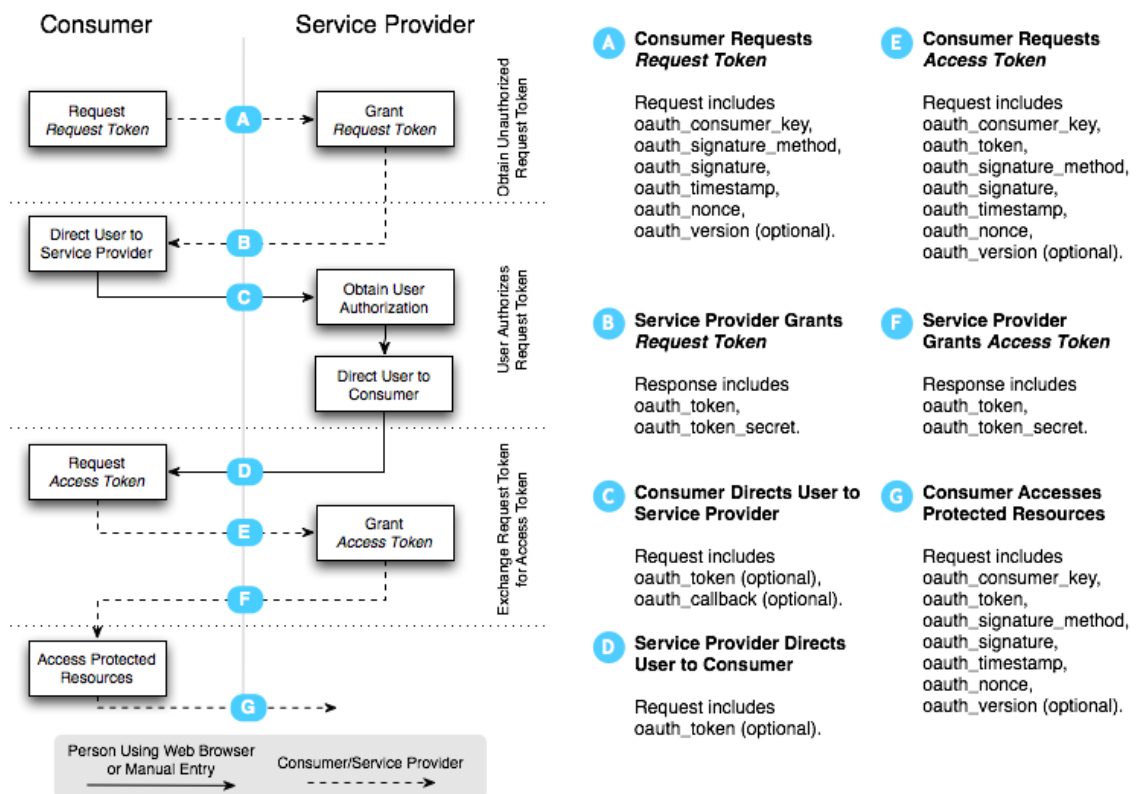 Consumer
Service Provider
Request
Request Token
A
Grant
Request Token
Obtain Unauthorized
Request Token
Direct User to
Service Provider
B
C
Obtain User
Authorization
Direct User to
Consumer
User Authorizes
Request Token
Request
Access Token
D
E
Grant
Access Token
F
Exchange Request Token
for Access Token
Access Protected
Resources
G
Person Using Web Browser
or Manual Entry
Consumer/Service Provider
A
Consumer Requests
Request Token
Request includes
oauth_consumer_key,
oauth_signature_method,
oauth_signature,
oauth_timestamp,
oauth_nonce,
oauth_version (optional).
B
Service Provider Grants
Request Token
Response includes
oauth_token,
oauth_token_secret.
C
Consumer Directs User to
Service Provider
Request includes
oauth_token (optional),
oauth_callback (optional).
D
Service Provider Directs
User to Consumer
Request includes
oauth_token (optional).
E
Consumer Requests
Access Token
Request includes
oauth_consumer_key,
oauth_token,
oauth_signature_method,
oauth_signature,
oauth_timestamp,
oauth_nonce,
oauth_version (optional).
F
Service Provider
Grants Access Token
Response includes
oauth_token,
oauth_token_secret.
G
Consumer Accesses
Protected Resources
Request includes
oauth_consumer_key,
oauth_token,
oauth_signature_method,
oauth_signature,
oauth_timestamp,
oauth_nonce,
oauth_version (optional).